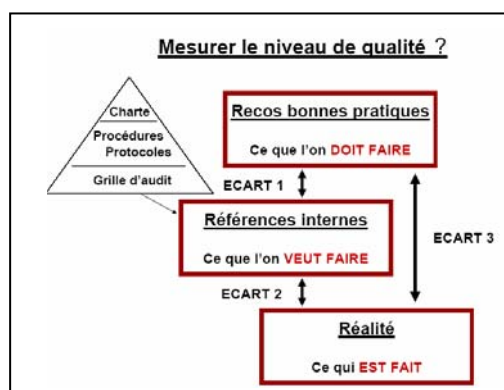 Mesurer le niveau de qualité ?
Charte
Procédures
Protocoles
Grille d'audit
Recos bonnes pratiques
Ce que l'on DOIT FAIRE
ECART 1
Références internes
Ce que l'on VEUT FAIRE
ECART 2
ECART 3
Réalité
Ce qui EST FAIT